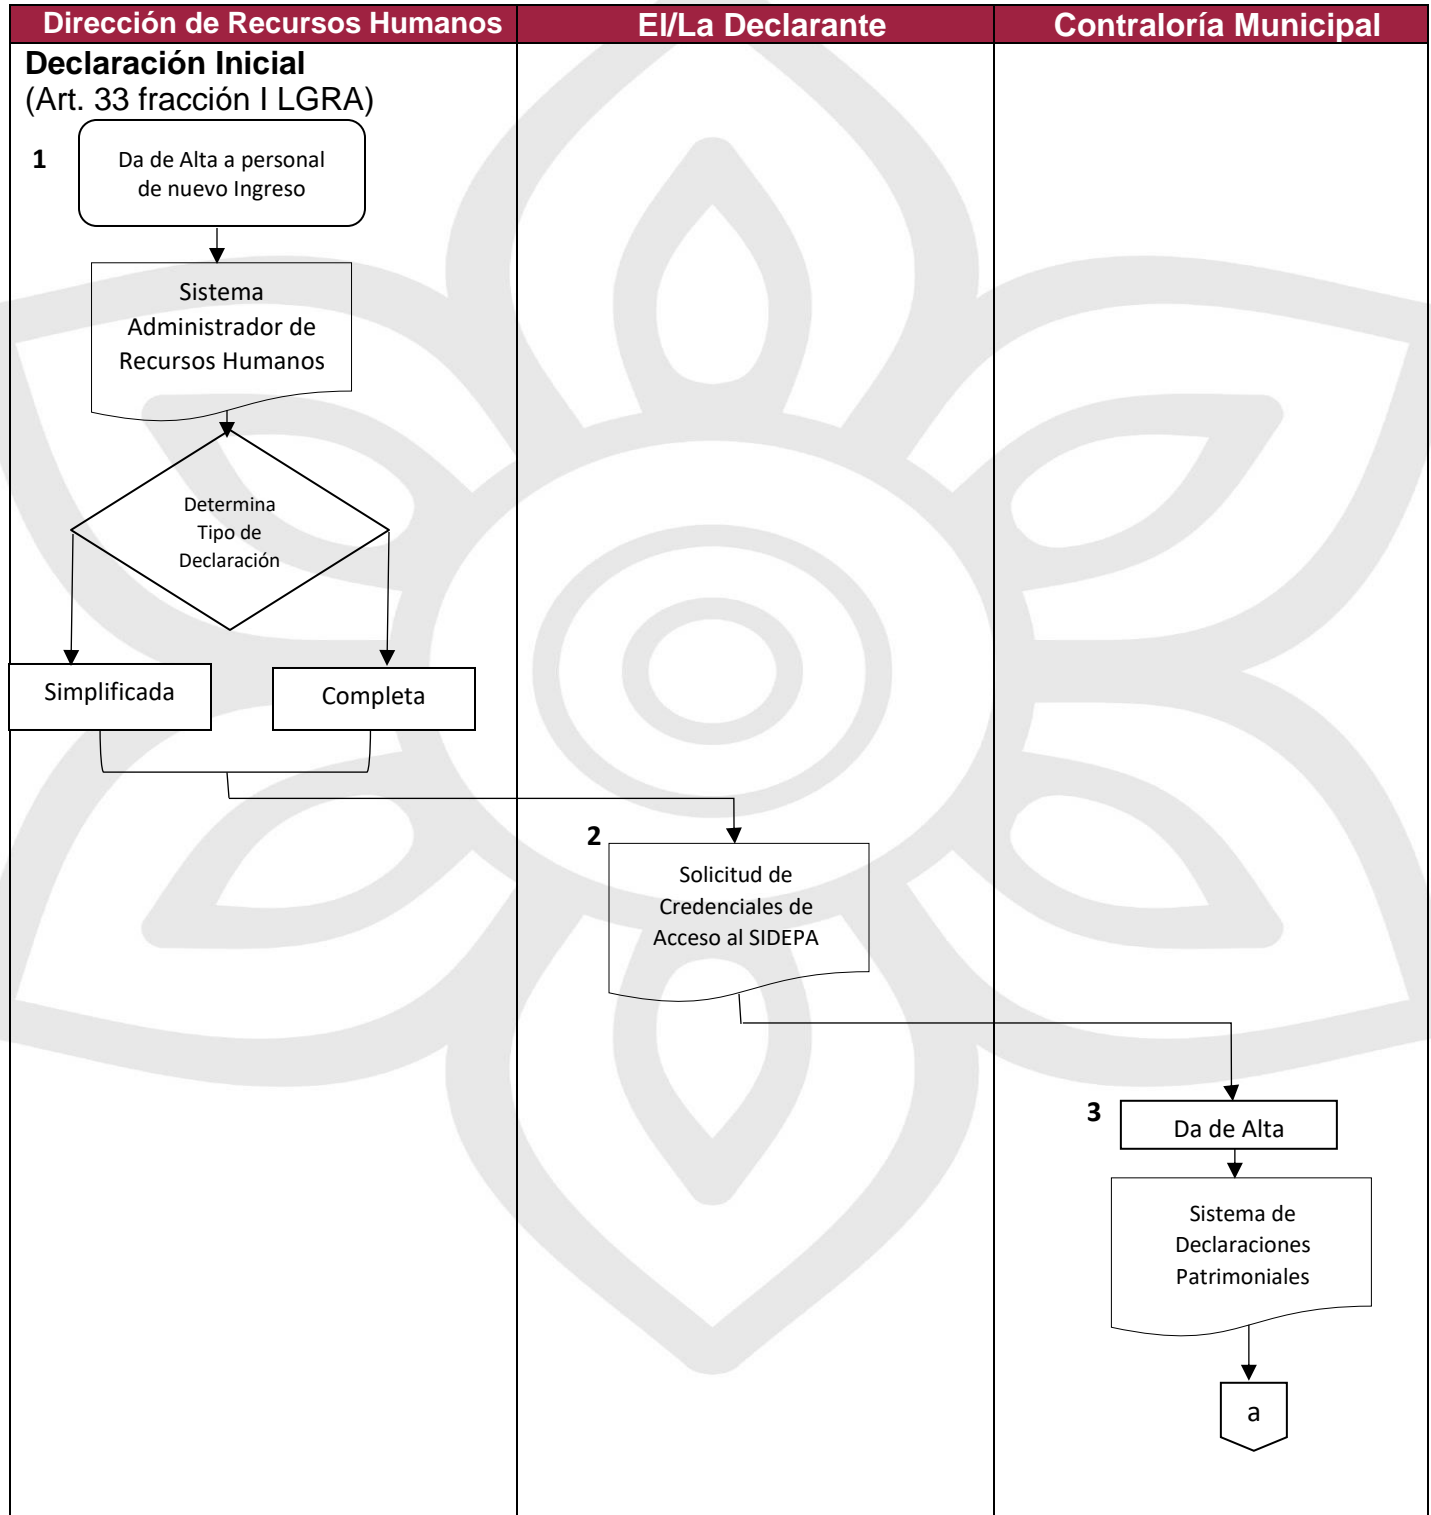 Dirección de Recursos Humanos
El/La Declarante
Contraloría Municipal
Declaración Inicial
(Art. 33 fracción I LGRA)
1
Da de Alta a personal
de nuevo Ingreso
Sistema
Administrador de
Recursos Humanos
Determina
Tipo de
Declaración
Simplificada
Completa
2
Solicitud de
Credenciales de
Acceso al SIDEPA
3
Da de Alta
Sistema de
Declaraciones
Patrimoniales
a